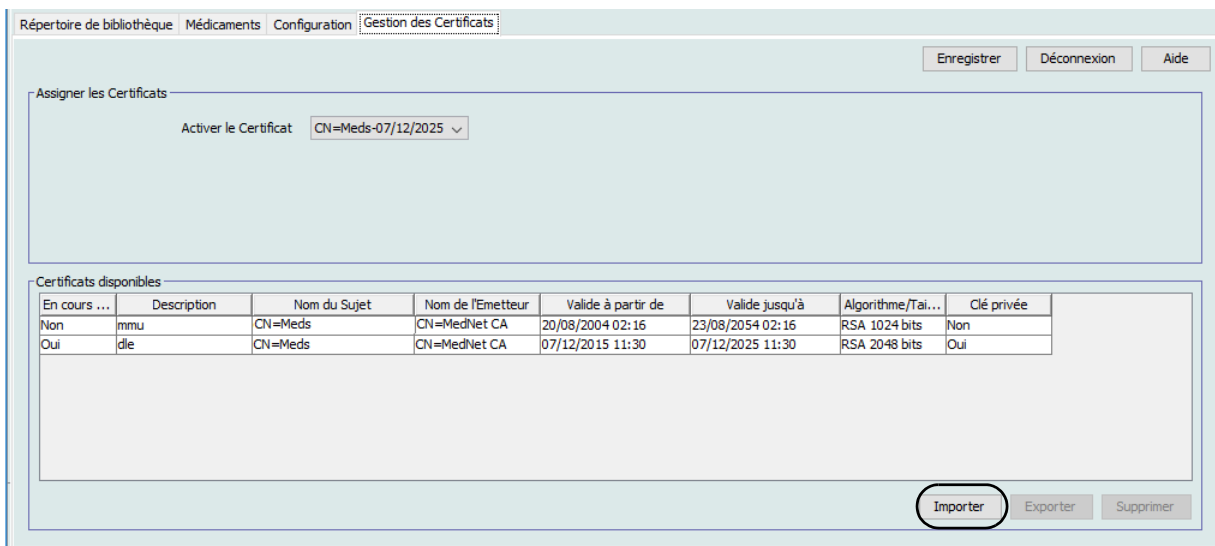 Répertoire de bibliothèque Médicaments Configuration Gestion des Certificats
Enregistrer Déconnexion Aide
Assigner les Certificats
Activer le Certificat CN=Meds-07/12/2025
Certificats disponibles
En cours ... Description Nom du Sujet Nom de l'Emetteur Valide à partir de Valide jusqu'à Algorithme/Tai... Clé privée
Non mmu CN=Meds CN=MedNet CA 20/08/2004 02:16 23/08/2054 02:16 RSA 1024 bits Non
Oui dle CN=Meds CN=MedNet CA 07/12/2015 11:30 07/12/2025 11:30 RSA 2048 bits Oui
Importer Exporter Supprimer